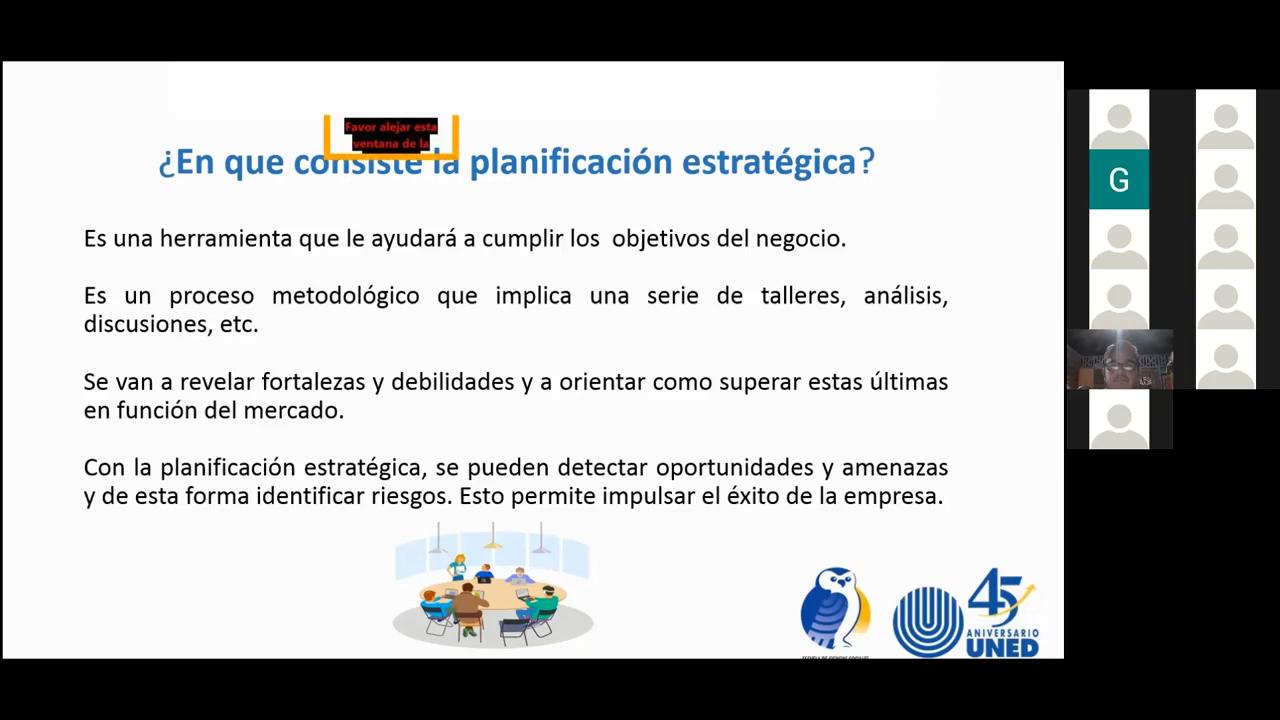 Favor alejar esta
ventana de la
¿En que consiste la planificación estratégica?
Es una herramienta que le ayudará a cumplir los objetivos del negocio.
Es un proceso metodológico que implica una serie de talleres, análisis,
discusiones, etc.
Se van a revelar fortalezas y debilidades y a orientar como superar estas últimas
en función del mercado.
Con la planificación estratégica, se pueden detectar oportunidades y amenazas
y de esta forma identificar riesgos. Esto permite impulsar el éxito de la empresa.
G
45
ANIVERSARIO
UNED